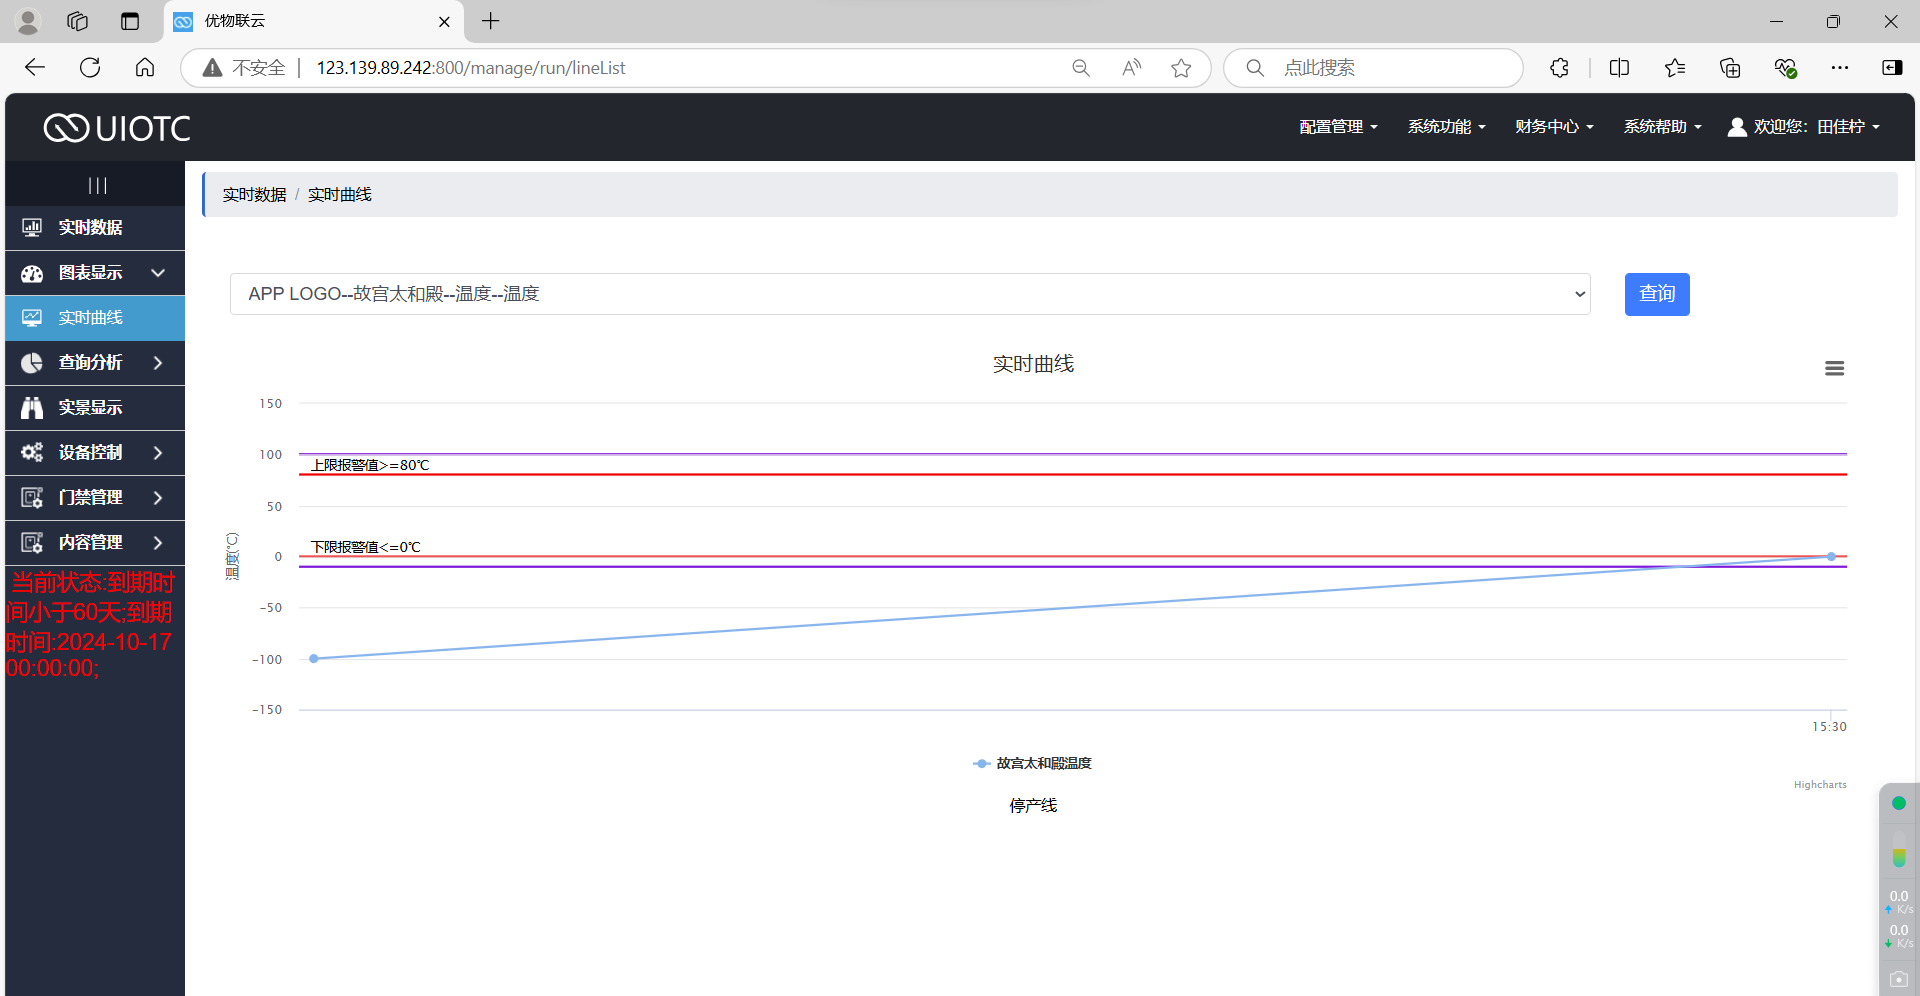 优物联云
不安全 123.139.89.242:800/manage/run/lineList 点此搜索
UIOTC 配置管理 系统功能 财务中心 系统帮助 欢迎您：田佳柠
实时数据 / 实时曲线
实时数据
图表显示
实时曲线
查询分析
实景显示
设备控制
门禁管理
内容管理
当前状态:到期时
间小于60天;到期
时间:2024-10-17
00:00:00;
APP LOGO--故宫太和殿--温度--温度 查询
实时曲线
150
100
上限报警值>=80℃
50
下限报警值<=0℃
0
温度(℃)
-50
-100
-150
15:30
故宫太和殿温度
Highcharts
停产线
0.0
K/s
0.0
K/s